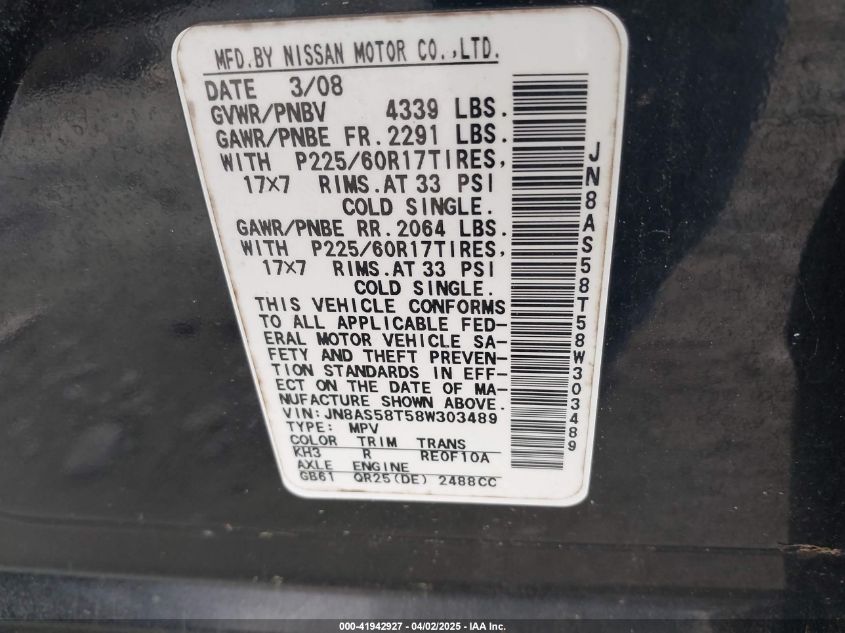 MFD.BY NISSAN MOTOR CO.,LTD.
DATE 3/08
GVWR/PNBV 4339 LBS.
GAWR/PNBE FR.2291 LBS.
WITH P225/60R17TIRES,
17x7 RIMS.AT 33 PSI
COLD SINGLE.
GAWR/PNBE RR.2064 LBS.
WITH P225/60R17TIRES,
17x7 RIMS.AT 33 PSI
COLD SINGLE.
THIS VEHICLE CONFORMS
TO ALL APPLICABLE FED-
ERAL MOTOR VEHICLE SA-
FETY AND THEFT PREVEN-
TION STANDARDS IN EFF-
ECT ON THE DATE OF MA-
NUFACTURE SHOWN ABOVE.
VIN:JN8AS58T58W303489
TYPE: MPV
COLOR TRIM TRANS
KH3 R RE0F10A
AXLE ENGINE
GB61 QR25(DE) 2488CC
JN8AS58T58W303489
000-41942927 - 04/02/2025 - IAA Inc.